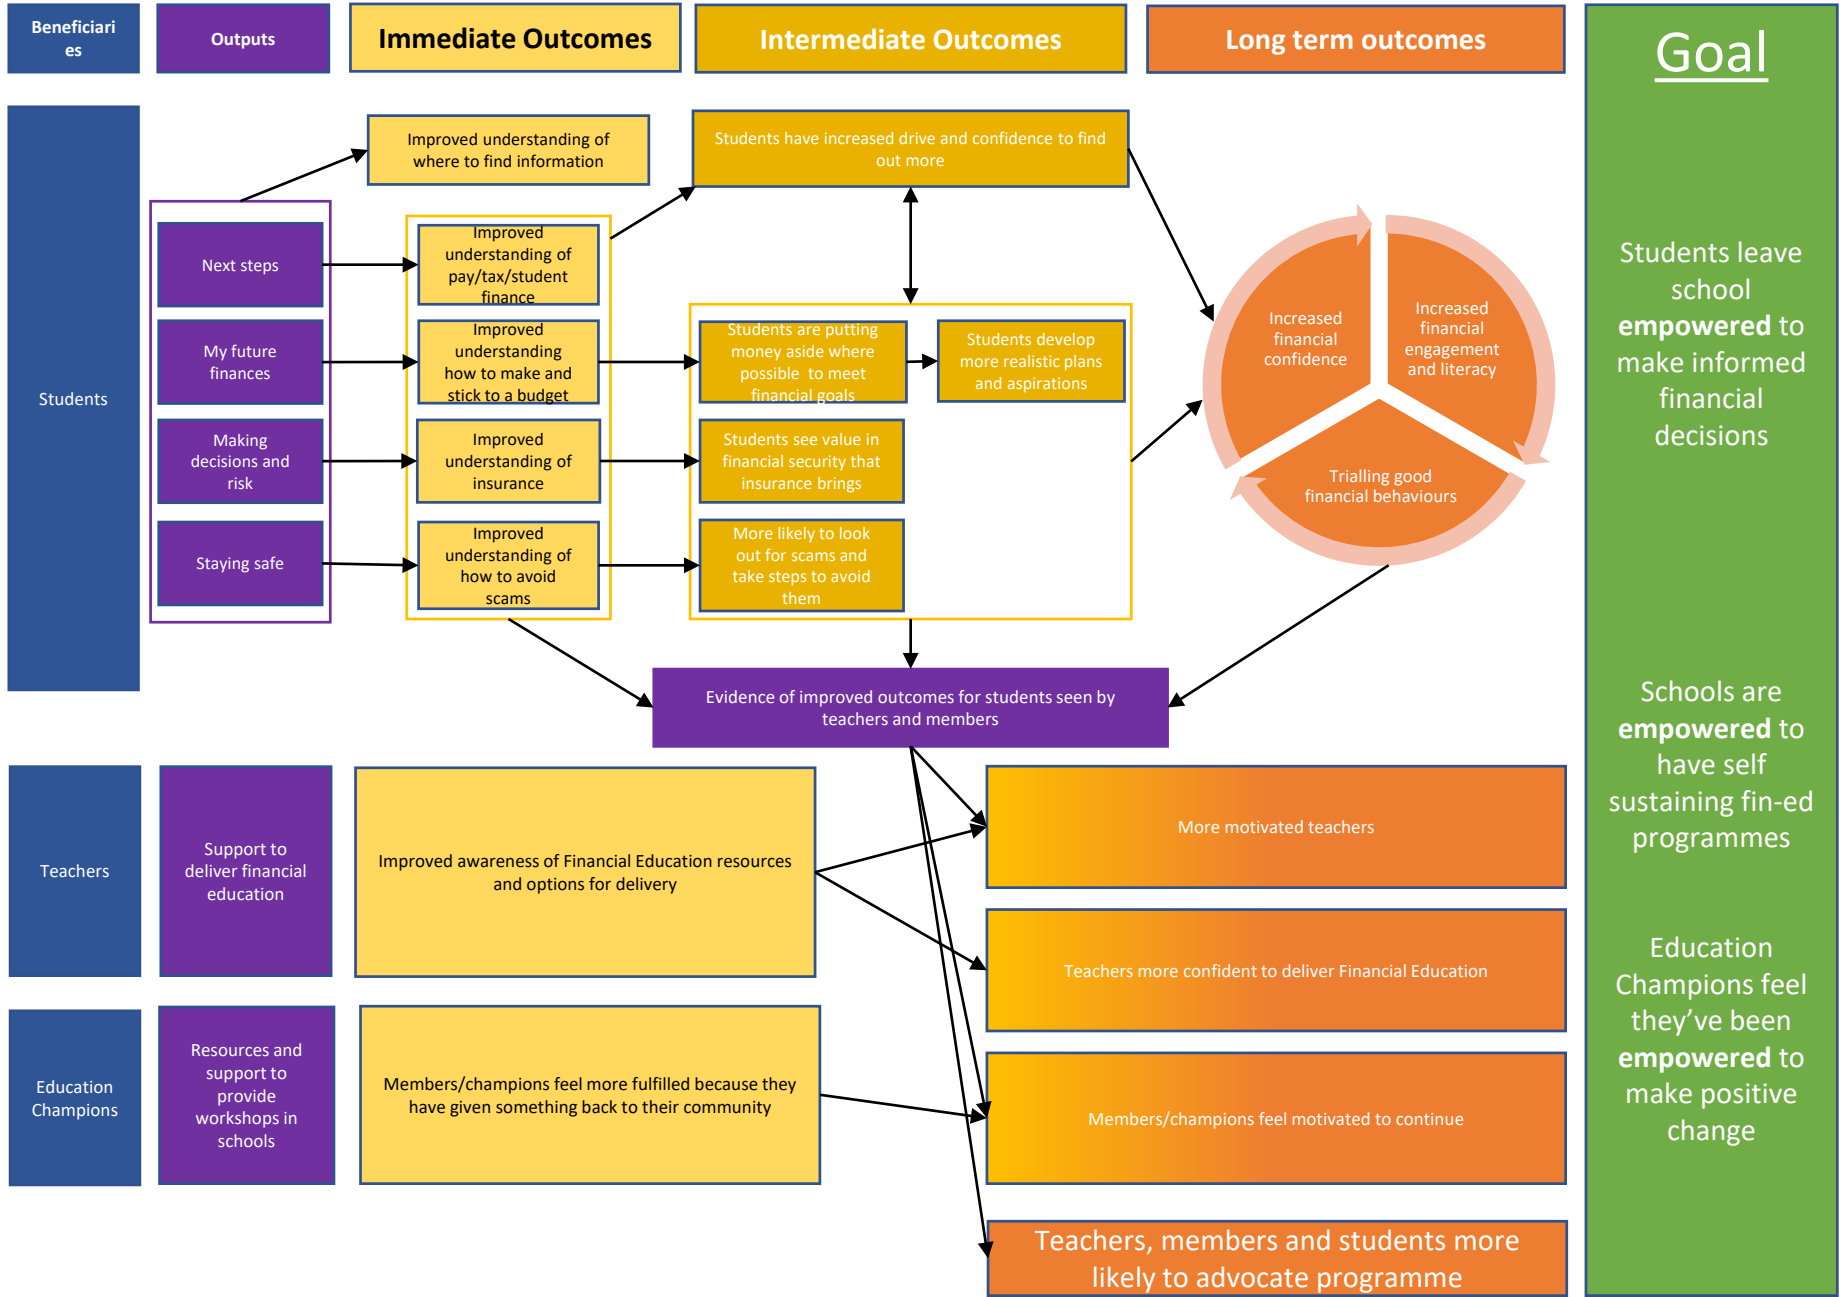 Beneficiari
es
Outputs
Immediate Outcomes
Intermediate Outcomes
Long term outcomes
Goal
Students
Improved understanding of
where to find information
Students have increased drive and confidence to find
out more
Next steps
Improved
understanding of
pay/tax/student
finance
My future
finances
Improved
understanding
how to make and
stick to a budget
Students are putting
money aside where
possible to meet
financial goals
Students develop
more realistic plans
and aspirations
Making
decisions and
risk
Improved
understanding of
insurance
Students see value in
financial security that
insurance brings
Staying safe
Improved
understanding of
how to avoid
scams
More likely to look
out for scams and
take steps to avoid
them
Increased
financial
confidence
Increased
financial
engagement
and literacy
Trialling good
financial behaviours
Evidence of improved outcomes for students seen by
teachers and members
Teachers
Support to
deliver financial
education
Improved awareness of Financial Education resources
and options for delivery
More motivated teachers
Teachers more confident to deliver Financial Education
Education
Champions
Resources and
support to
provide
workshops in
schools
Members/champions feel more fulfilled because they
have given something back to their community
Members/champions feel motivated to continue
Teachers, members and students more
likely to advocate programme
Students leave
school
empowered to
make informed
financial
decisions
Schools are
empowered to
have self
sustaining fin-ed
programmes
Education
Champions feel
they’ve been
empowered to
make positive
change